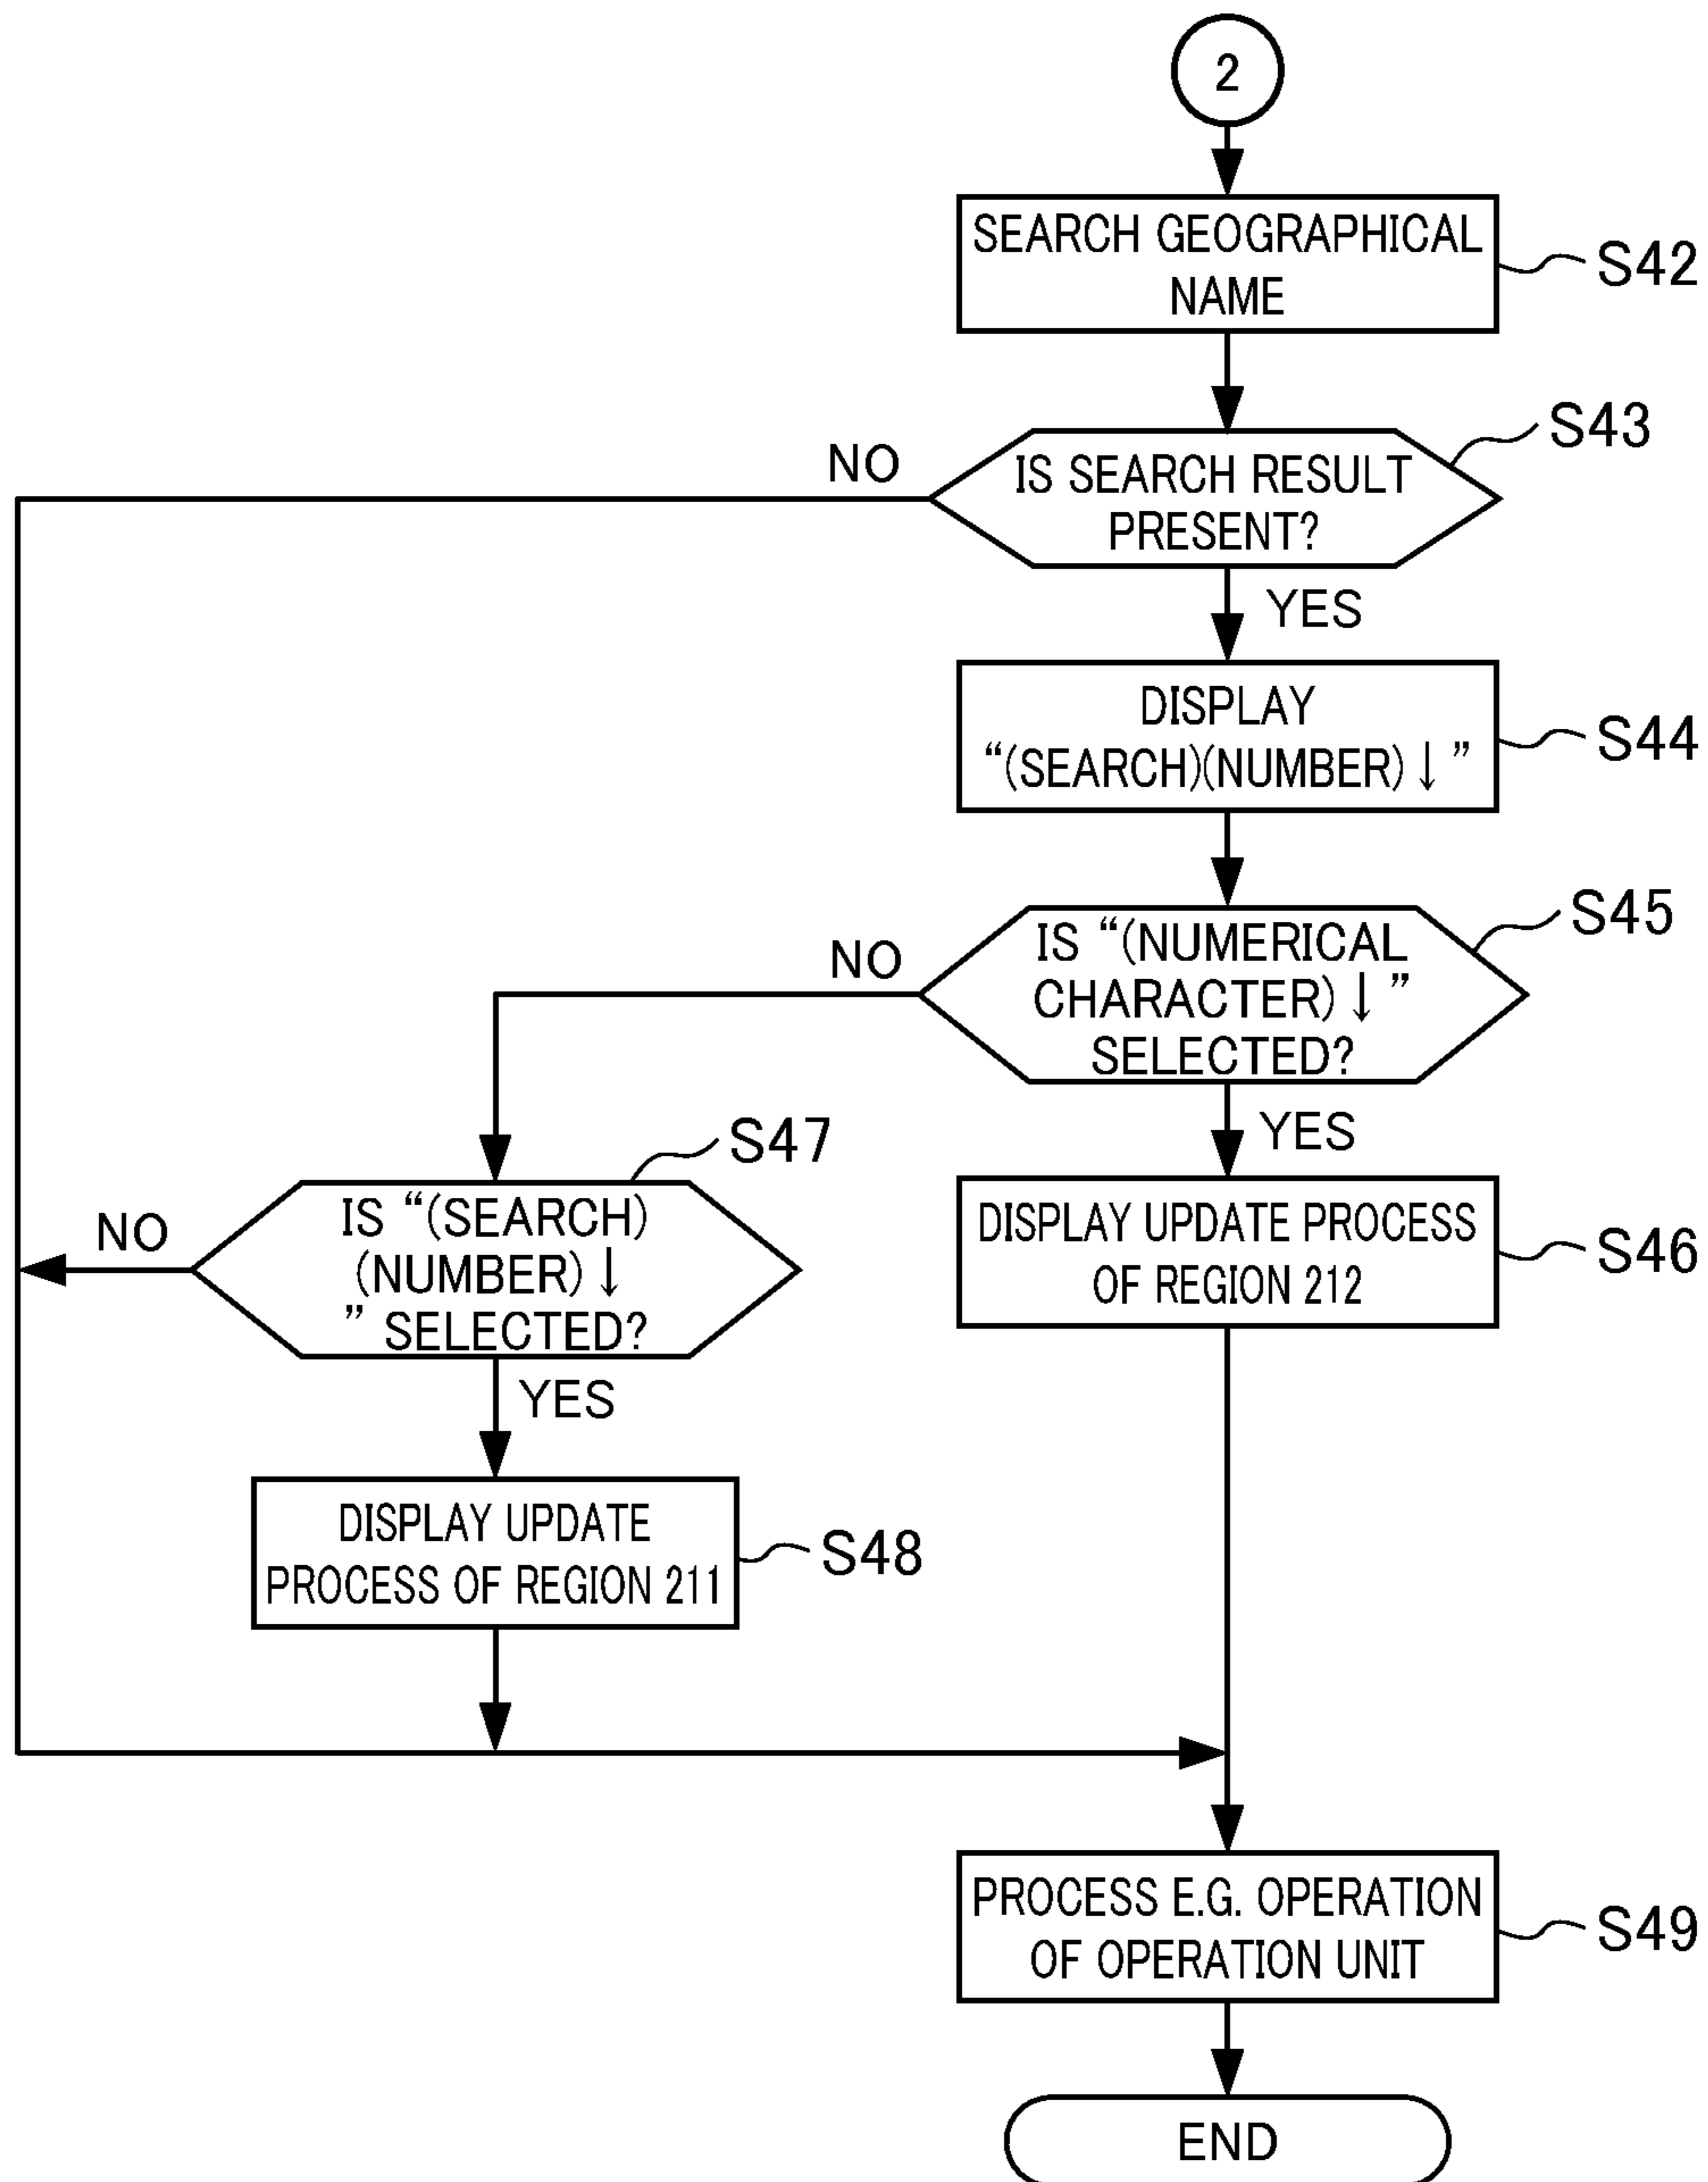 2
SEARCH GEOGRAPHICAL
NAME
S42
S43
NO
IS SEARCH RESULT
PRESENT?
YES
DISPLAY
“(SEARCH)(NUMBER)↓”
S44
S45
NO
IS “(NUMERICAL
CHARACTER)↓”
SELECTED?
YES
S47
NO
IS “(SEARCH)
(NUMBER)↓
” SELECTED?
DISPLAY UPDATE PROCESS
OF REGION 212
S46
YES
DISPLAY UPDATE
PROCESS OF REGION 211
S48
PROCESS E.G. OPERATION
OF OPERATION UNIT
S49
END